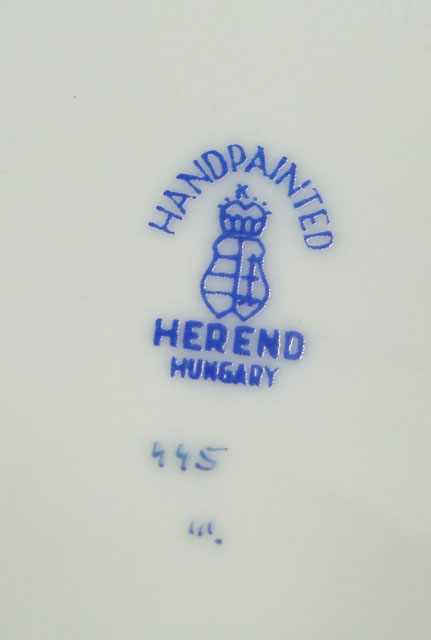 HANDPAINTED
HEREND
HUNGARY
445
'''.